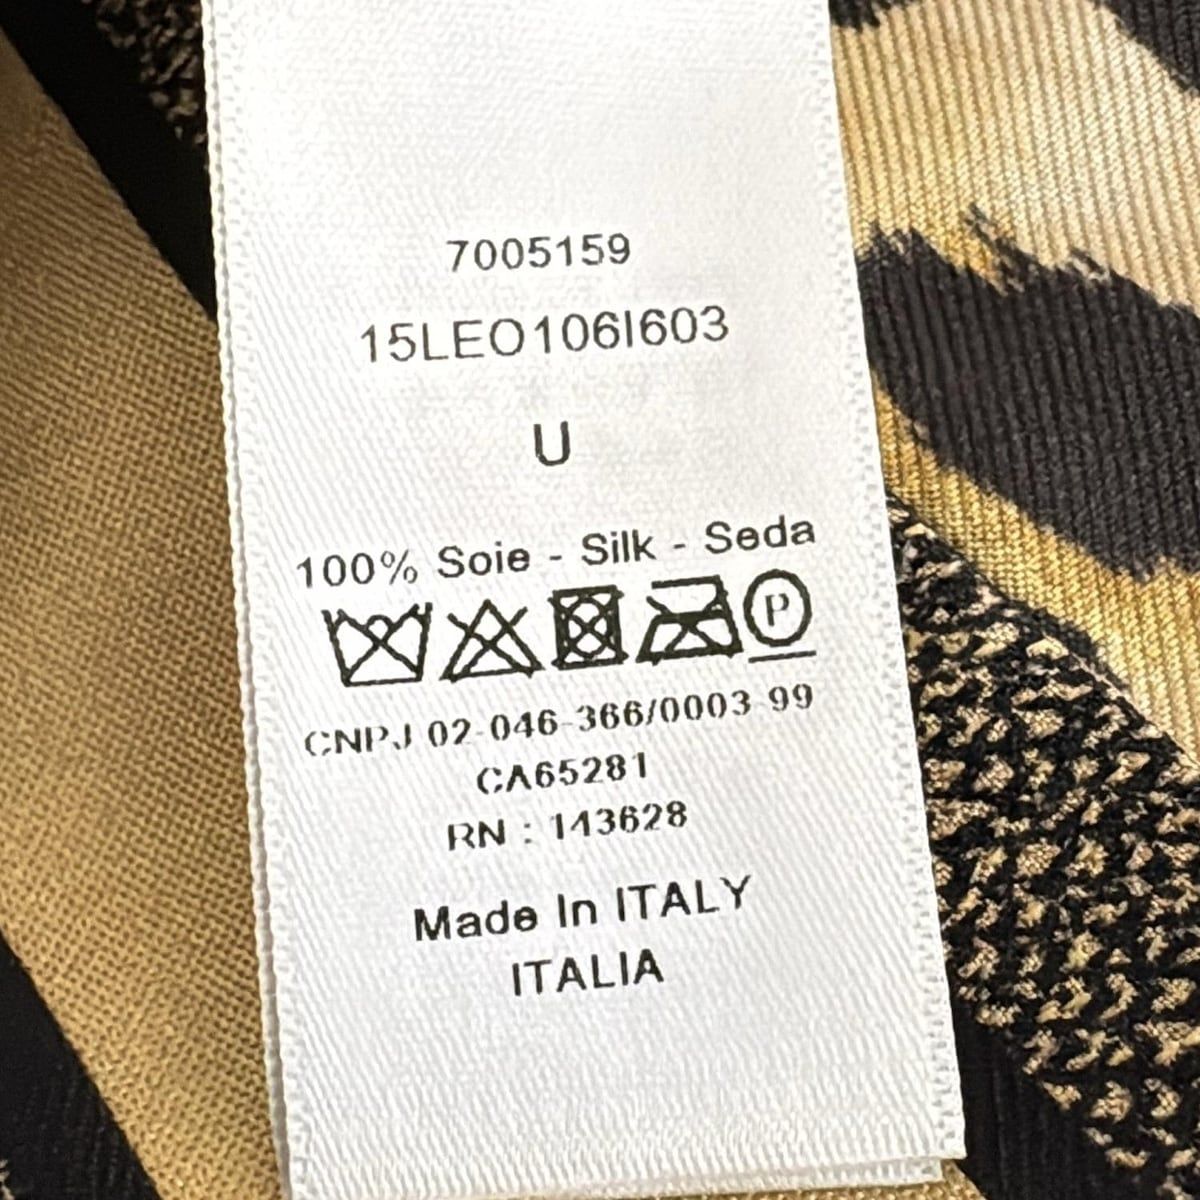 7005159
15LEO106I603
U
100% Soie - Silk - Seda
P
CNPJ 02-046-366/0003-99
CA65281
RN : 143628
Made In ITALY
ITALIA